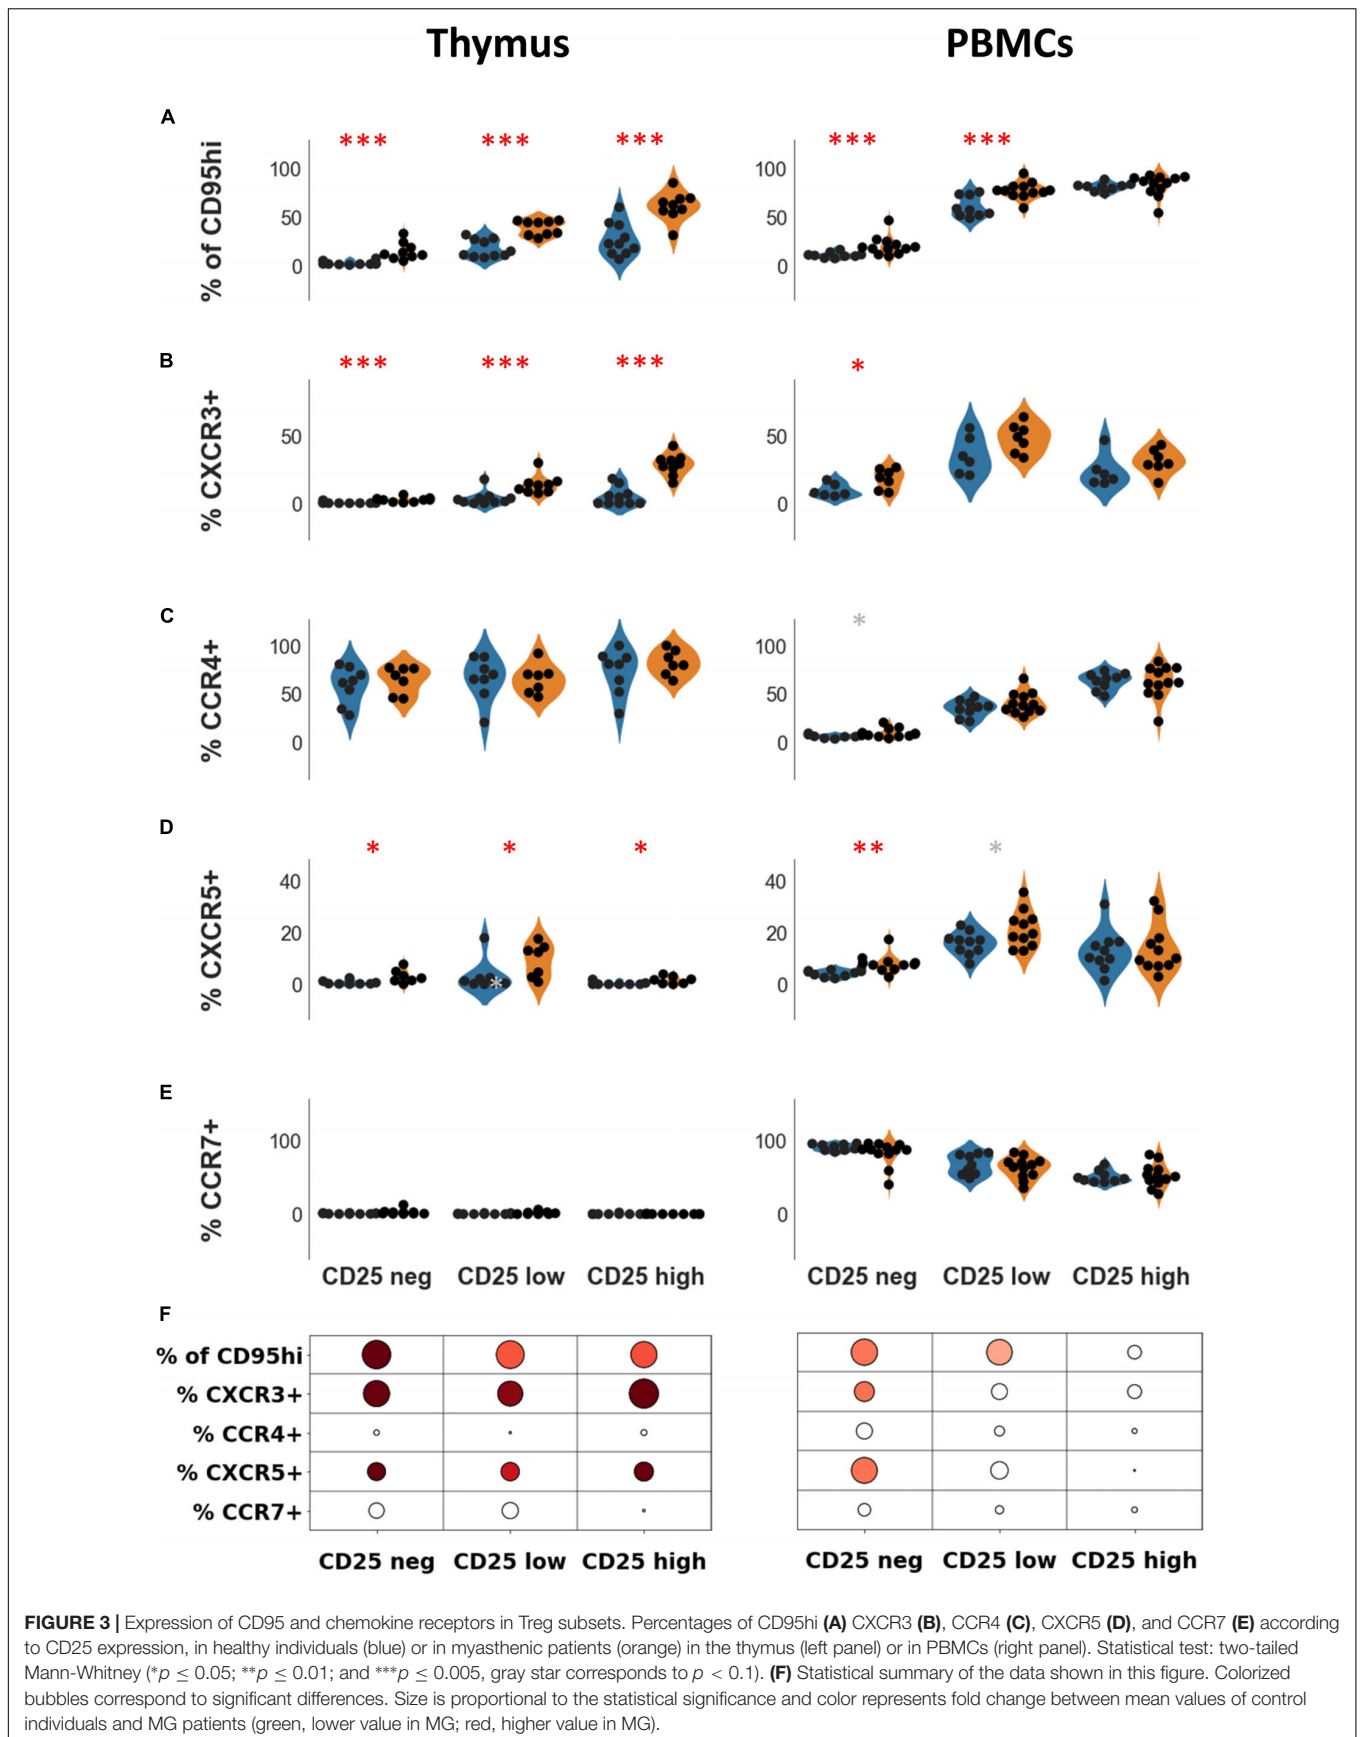 Thymus PBMCs
A
*** *** *** *** ***
% of CD95hi
100
50
0
100
50
0
B
*** *** *** *
% CXCR3+
50
0
50
0
C
*
% CCR4+
100
50
0
100
50
0
D
* * * ** *
% CXCR5+
40
20
0
*
40
20
0
E
% CCR7+
100
0
100
0
CD25 neg CD25 low CD25 high CD25 neg CD25 low CD25 high
F
% of CD95hi
% CXCR3+
% CCR4+
% CXCR5+
% CCR7+
CD25 neg CD25 low CD25 high CD25 neg CD25 low CD25 high
FIGURE 3 | Expression of CD95 and chemokine receptors in Treg subsets. Percentages of CD95hi (A) CXCR3 (B), CCR4 (C), CXCR5 (D), and CCR7 (E) according
to CD25 expression, in healthy individuals (blue) or in myasthenic patients (orange) in the thymus (left panel) or in PBMCs (right panel). Statistical test: two-tailed
Mann-Whitney (*p ≤ 0.05; **p ≤ 0.01; and ***p ≤ 0.005, gray star corresponds to p < 0.1). (F) Statistical summary of the data shown in this figure. Colorized
bubbles correspond to significant differences. Size is proportional to the statistical significance and color represents fold change between mean values of control
individuals and MG patients (green, lower value in MG; red, higher value in MG).